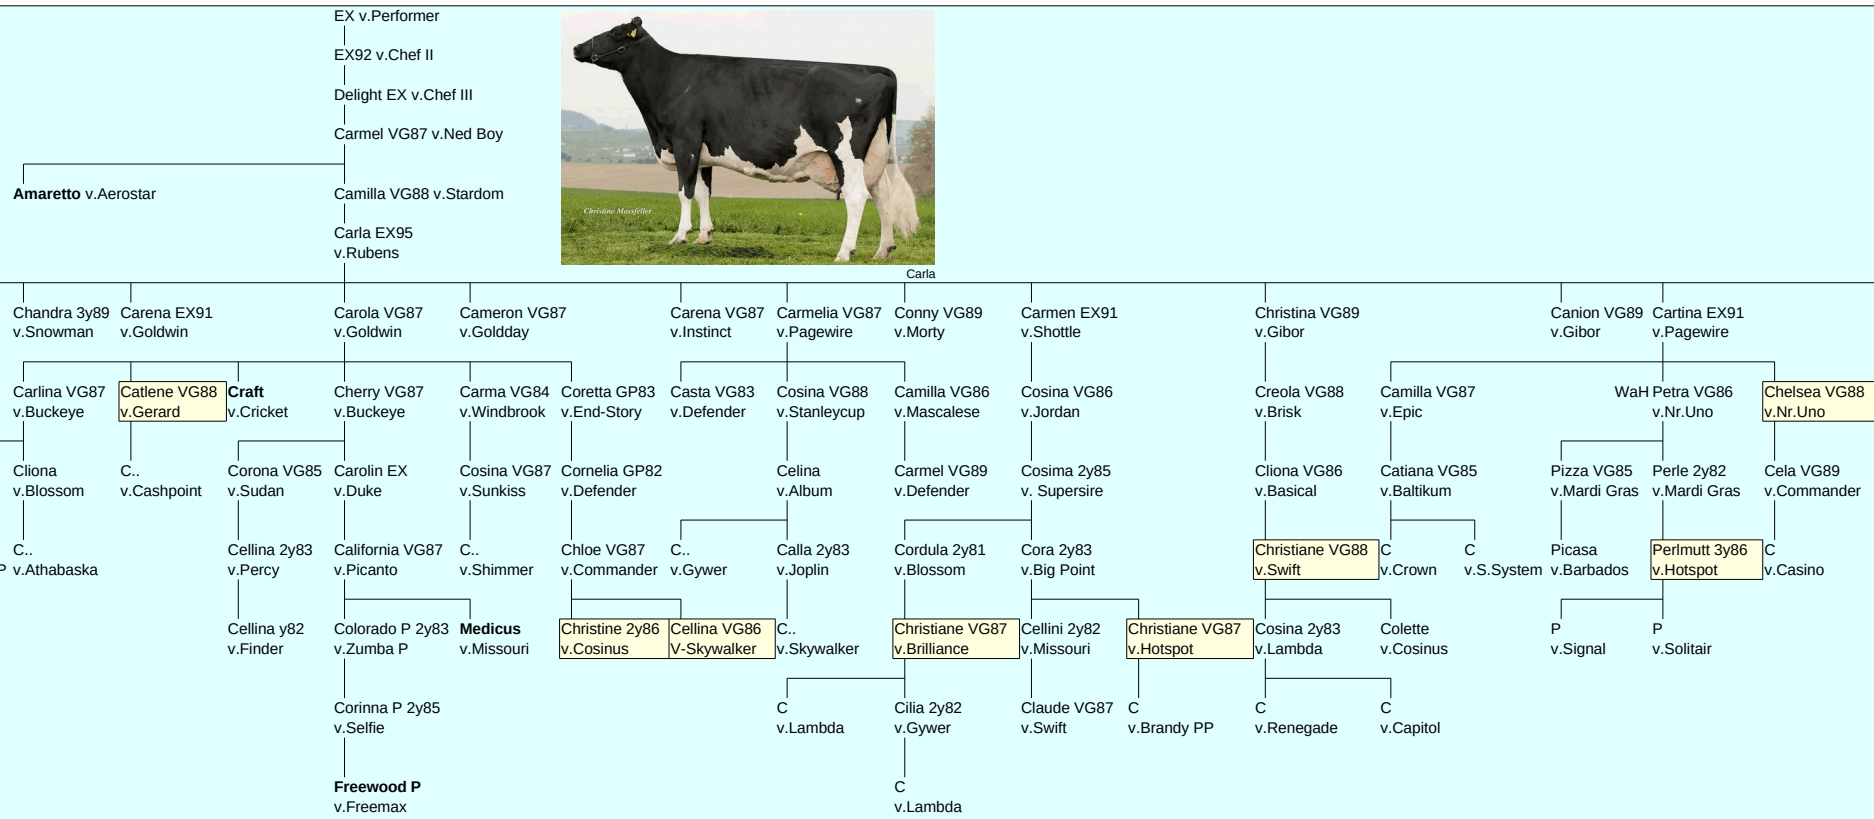 EX v.Performer
EX92 v.Chef II
Delight EX v.Chef III
Carmel VG87 v.Ned Boy
Amaretto v.Aerostar
Camilla VG88 v.Stardom
Carla EX95
v.Rubens
Christine Massfeller
Carla
Chandra 3y89 Carena EX91 Carola VG87 Cameron VG87 Carena VG87 Carmelia VG87 Conny VG89 Carmen EX91 Christina VG89 Canion VG89 Cartina EX91
v.Snowman v.Goldwin v.Goldwin v.Goldday v.Instinct v.Pagewire v.Morty v.Shottle v.Gibor v.Gibor v.Pagewire
Carlina VG87 Catlene VG88 Craft Cherry VG87 Carma VG84 Coretta GP83 Casta VG83 Cosina VG88 Camilla VG86 Cosina VG86 Creola VG88 Camilla VG87 WaH Petra VG86 Chelsea VG88
v.Buckeye v.Gerard v.Cricket v.Buckeye v.Windbrook v.End-Story v.Defender v.Stanleycup v.Mascalese v.Jordan v.Brisk v.Epic v.Nr.Uno v.Nr.Uno
Cliona C.. Corona VG85 Carolin EX Cosina VG87 Cornelia GP82 Celina Carmel VG89 Cosima 2y85 Cliona VG86 Catiana VG85 Pizza VG85 Perle 2y82 Cela VG89
v.Blossom v.Cashpoint v.Sudan v.Duke v.Sunkiss v.Defender v.Album v.Defender v. Supersire v.Basical v.Baltikum v.Mardi Gras v.Mardi Gras v.Commander
C.. Cellina 2y83 California VG87 C.. Chloe VG87 C.. Calla 2y83 Cordula 2y81 Cora 2y83 Christiane VG88 C C Picasa Perlmutt 3y86 C
P v.Athabaska v.Percy v.Picanto v.Shimmer v.Commander v.Gywer v.Joplin v.Blossom v.Big Point v.Swift v.Crown v.S.System v.Barbados v.Hotspot v.Casino
Cellina y82 Colorado P 2y83 Medicus Christine 2y86 Cellina VG86 C.. Christiane VG87 Cellini 2y82 Christiane VG87 Cosina 2y83 Colette P P
v.Finder v.Zumba P v.Missouri v.Cosinus V-Skywalker v.Skywalker v.Brilliance v.Missouri v.Hotspot v.Lambda v.Cosinus v.Signal v.Solitair
Corinna P 2y85 C Cilia 2y82 Claude VG87 C C C
v.Selfie v.Lambda v.Gywer v.Swift v.Brandy PP v.Renegade v.Capitol
Freewood P C
v.Freemax v.Lambda